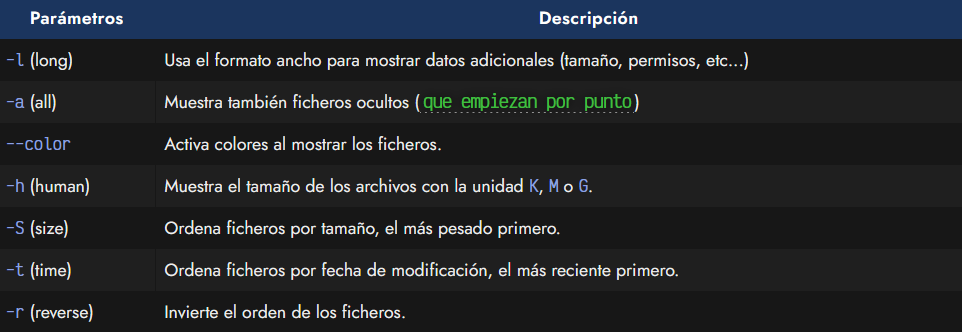 Parámetros Descripción
-l (long) Usa el formato ancho para mostrar datos adicionales (tamaño, permisos, etc...)
-a (all) Muestra también ficheros ocultos (que empiezan por punto)
--color Activa colores al mostrar los ficheros.
-h (human) Muestra el tamaño de los archivos con la unidad K, M o G.
-S (size) Ordena ficheros por tamaño, el más pesado primero.
-t (time) Ordena ficheros por fecha de modificación, el más reciente primero.
-r (reverse) Invierte el orden de los ficheros.